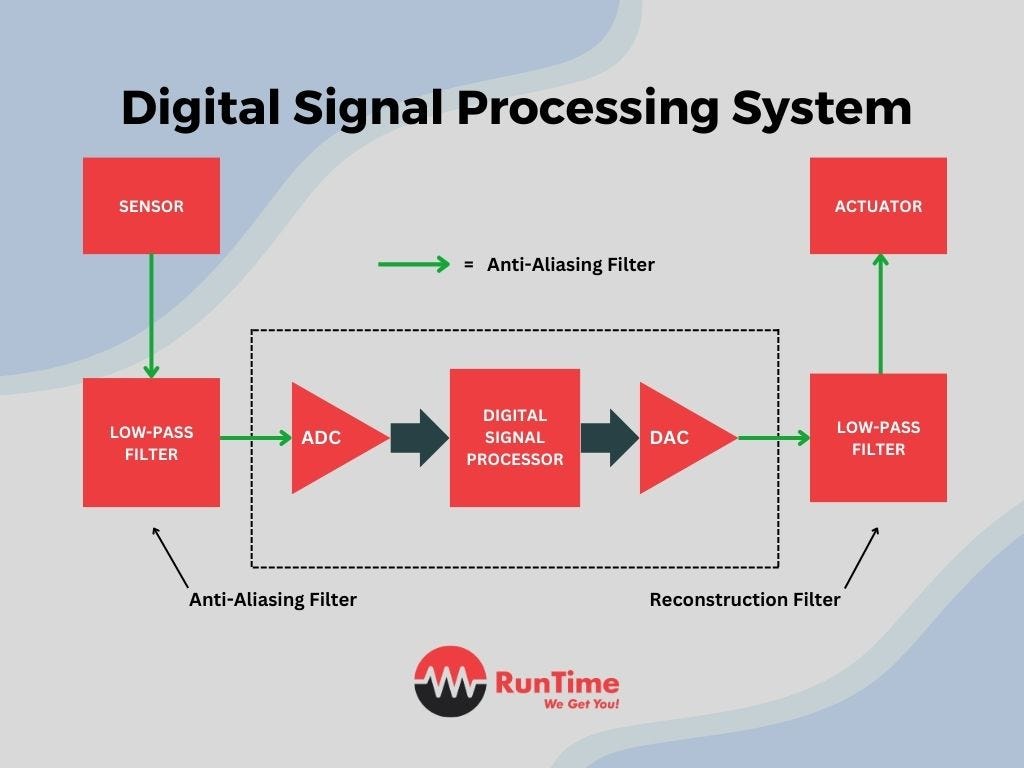 Digital Signal Processing System
SENSOR
ACTUATOR
= Anti-Aliasing Filter
LOW-PASS
FILTER
ADC
DIGITAL
SIGNAL
PROCESSOR
DAC
LOW-PASS
FILTER
Anti-Aliasing Filter
Reconstruction Filter
RunTime
We Get You!